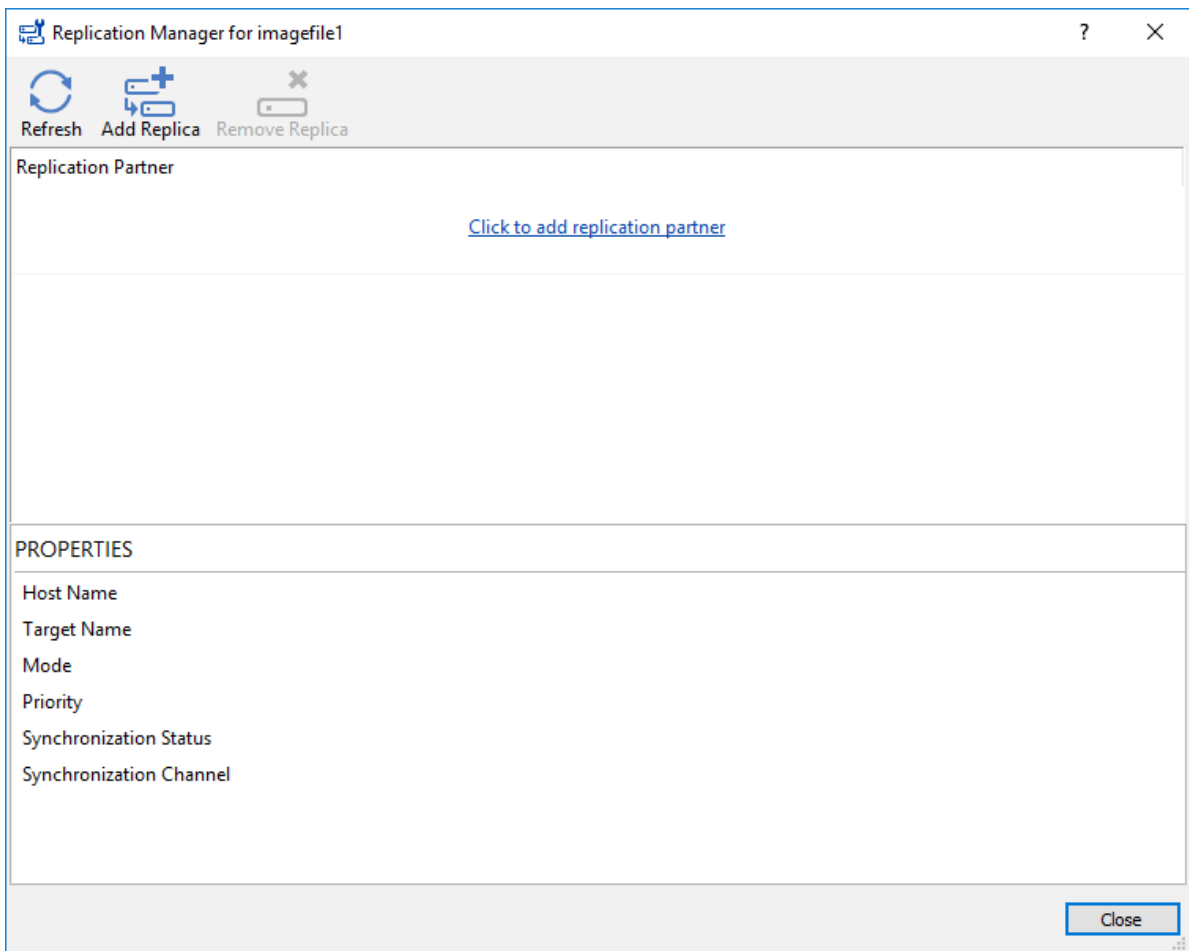 Replication Manager for imagefile1
?
Refresh Add Replica Remove Replica
Replication Partner
Click to add replication partner
PROPERTIES
Host Name
Target Name
Mode
Priority
Synchronization Status
Synchronization Channel
Close